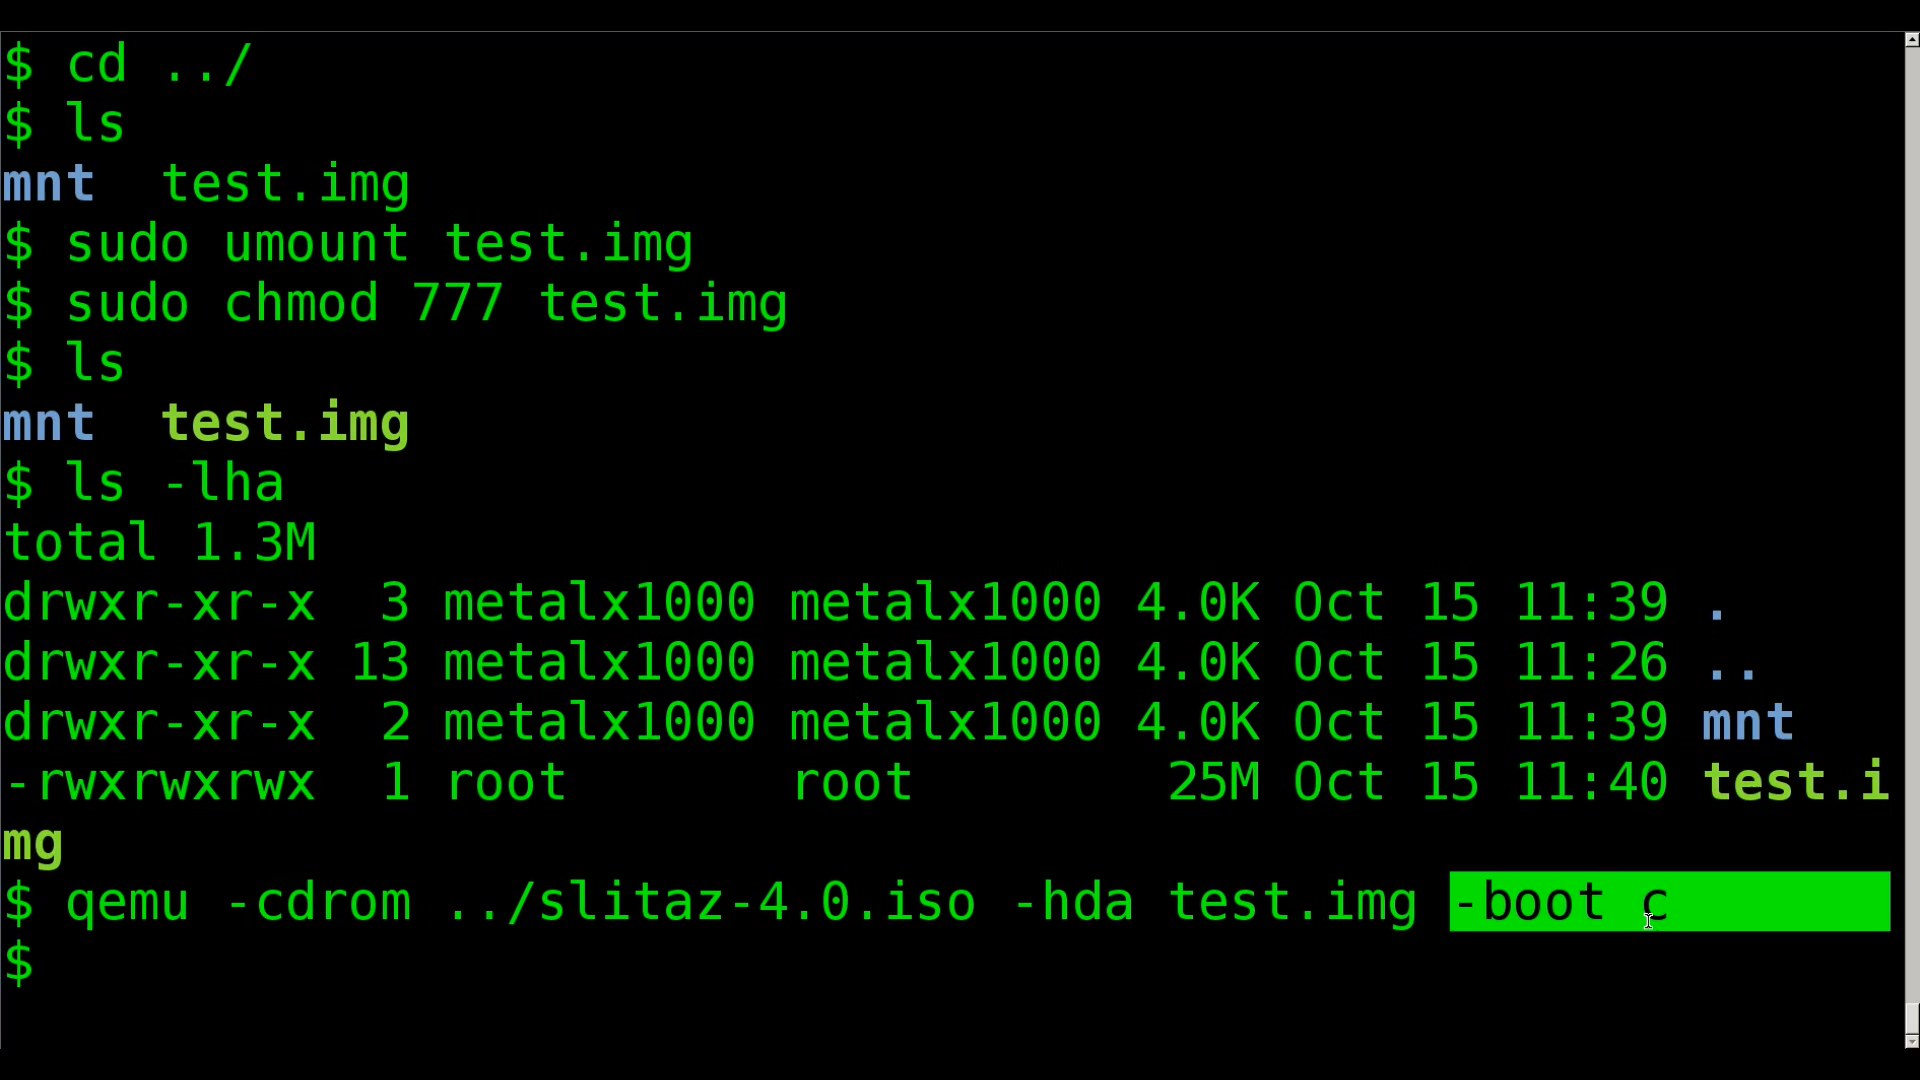 $ cd ../
$ ls
mnt  test.img
$ sudo umount test.img
$ sudo chmod 777 test.img
$ ls
mnt  test.img
$ ls -lha
total 1.3M
drwxr-xr-x  3 metalx1000 metalx1000 4.0K Oct 15 11:39 .
drwxr-xr-x 13 metalx1000 metalx1000 4.0K Oct 15 11:26 ..
drwxr-xr-x  2 metalx1000 metalx1000 4.0K Oct 15 11:39 mnt
-rwxrwxrwx  1 root       root        25M Oct 15 11:40 test.i
mg
$ qemu -cdrom ../slitaz-4.0.iso -hda test.img -boot c
$